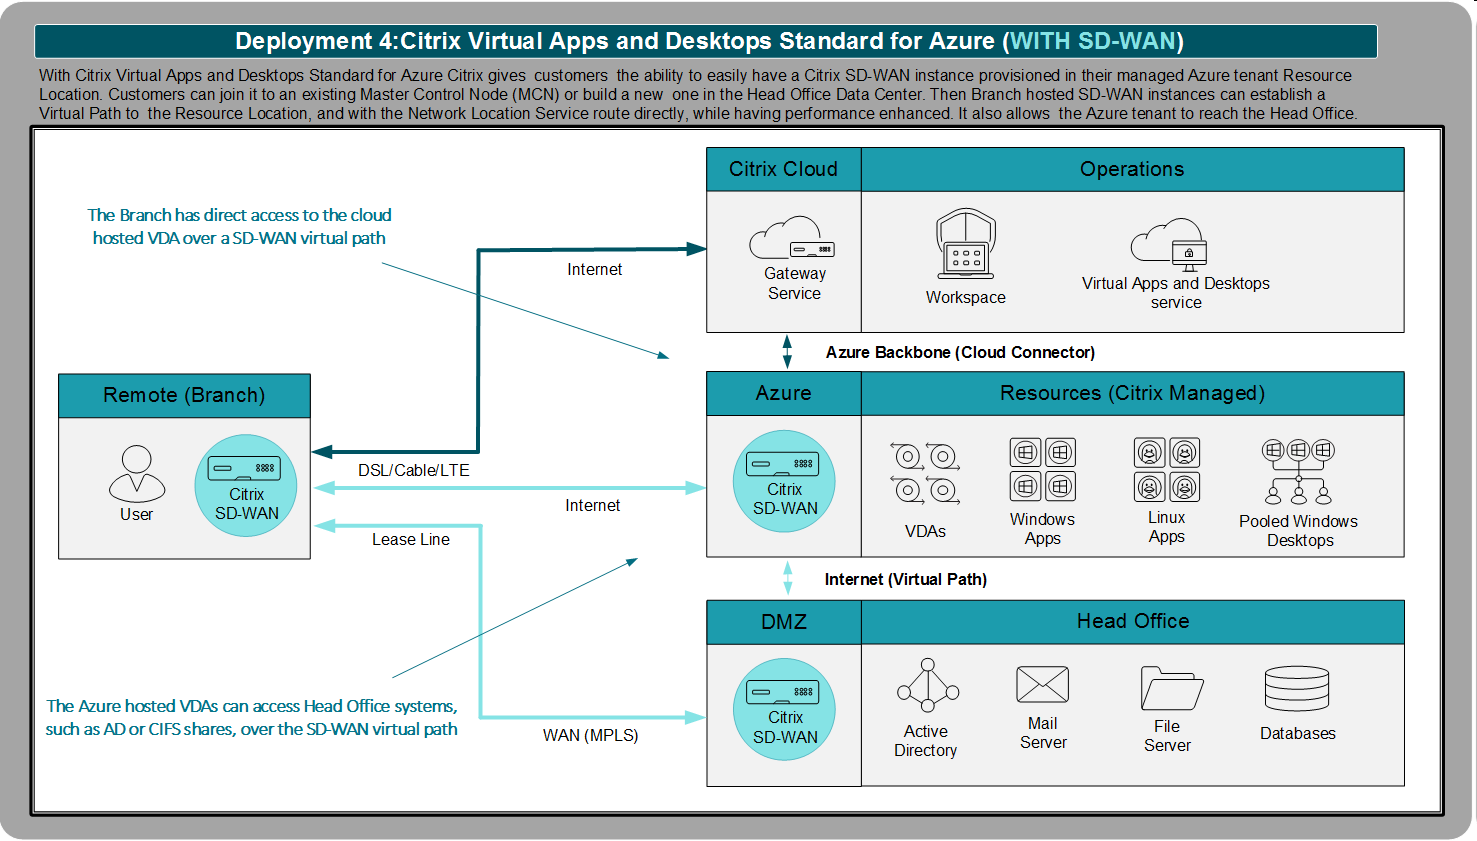 Deployment 4:Citrix Virtual Apps and Desktops Standard for Azure (WITH SD-WAN)
With Citrix Virtual Apps and Desktops Standard for Azure Citrix gives customers the ability to easily have a Citrix SD-WAN instance provisioned in their managed Azure tenant Resource
Location. Customers can join it to an existing Master Control Node (MCN) or build a new one in the Head Office Data Center. Then Branch hosted SD-WAN instances can establish a
Virtual Path to the Resource Location, and with the Network Location Service route directly, while having performance enhanced. It also allows the Azure tenant to reach the Head Office.
Citrix Cloud
Operations
The Branch has direct access to the cloud
hosted VDA over a SD-WAN virtual path
Internet
Gateway
Service
Workspace
Virtual Apps and Desktops
service
Azure Backbone (Cloud Connector)
Remote (Branch)
Azure
Resources (Citrix Managed)
User
Citrix
SD-WAN
DSL/Cable/LTE
Internet
Lease Line
Citrix
SD-WAN
VDAs
Windows
Apps
Linux
Apps
Pooled Windows
Desktops
Internet (Virtual Path)
DMZ
Head Office
The Azure hosted VDAs can access Head Office systems,
such as AD or CIFS shares, over the SD-WAN virtual path
WAN (MPLS)
Citrix
SD-WAN
Active
Directory
Mail
Server
File
Server
Databases